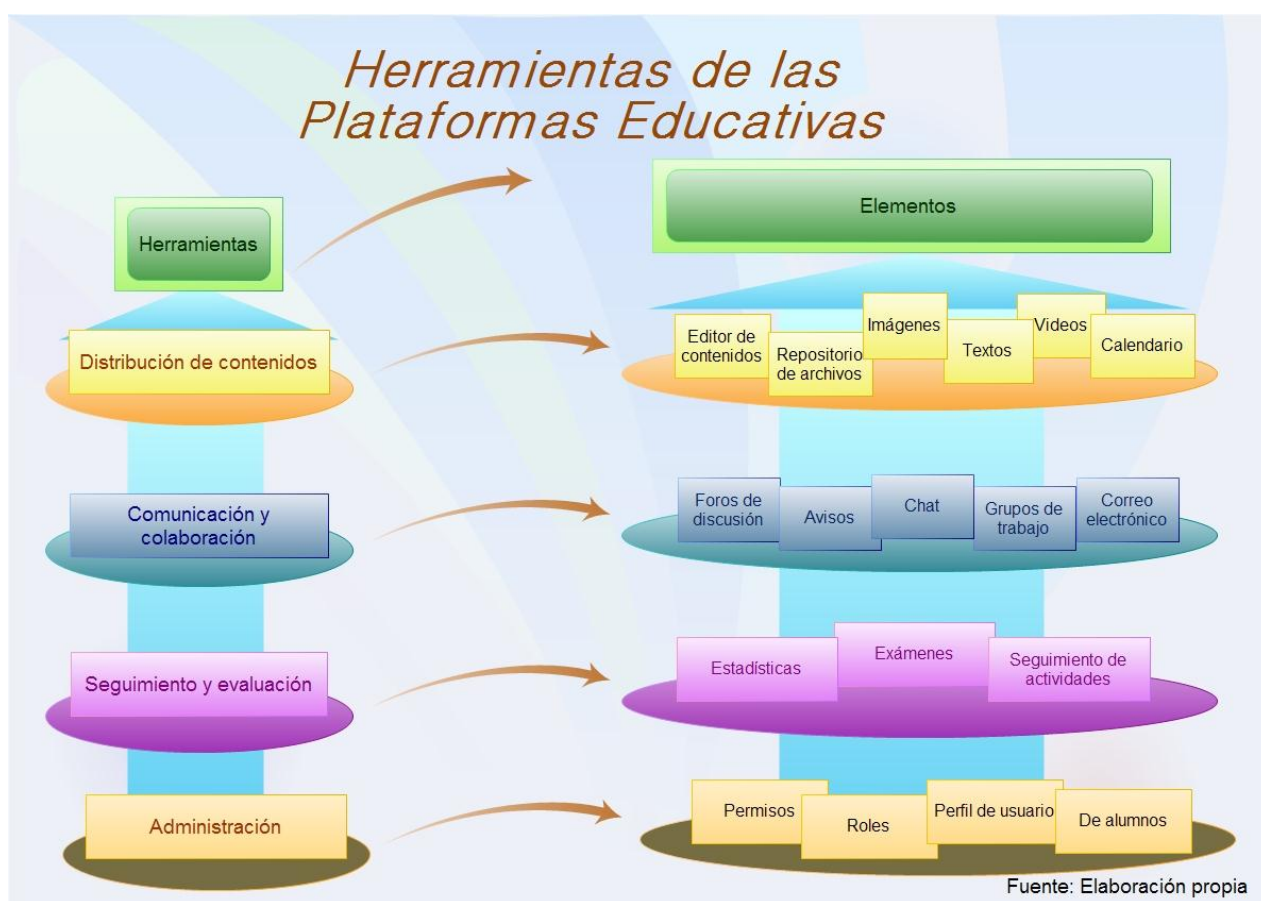 Herramientas de las
Plataformas Educativas
Herramientas
Elementos
Distribución de contenidos
Editor de
contenidos
Repositorio
de archivos
Imágenes
Textos
Videos
Calendario
Comunicación y
colaboración
Foros de
discusión
Avisos
Chat
Grupos de
trabajo
Correo
electrónico
Seguimiento y evaluación
Estadísticas
Exámenes
Seguimiento de
actividades
Administración
Permisos
Roles
Perfil de usuario
De alumnos
Fuente: Elaboración propia